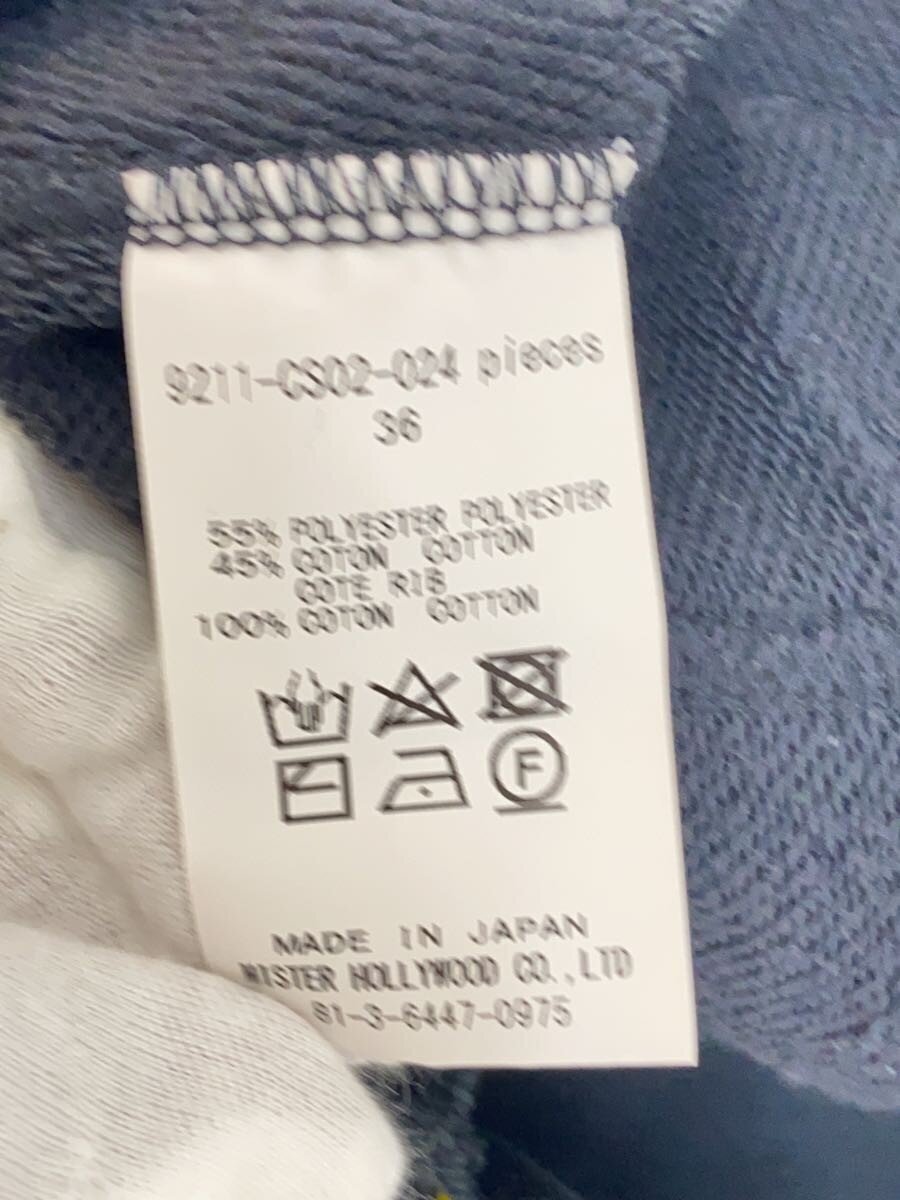 9211-CS02-024 pieces
36
55% POLYESTER POLYESTER
45% COTON COTTON
COTE RIB
100% COTON COTTON
F
MADE IN JAPAN
MISTER HOLLYWOOD CO.,LTD
81-3-6447-0975